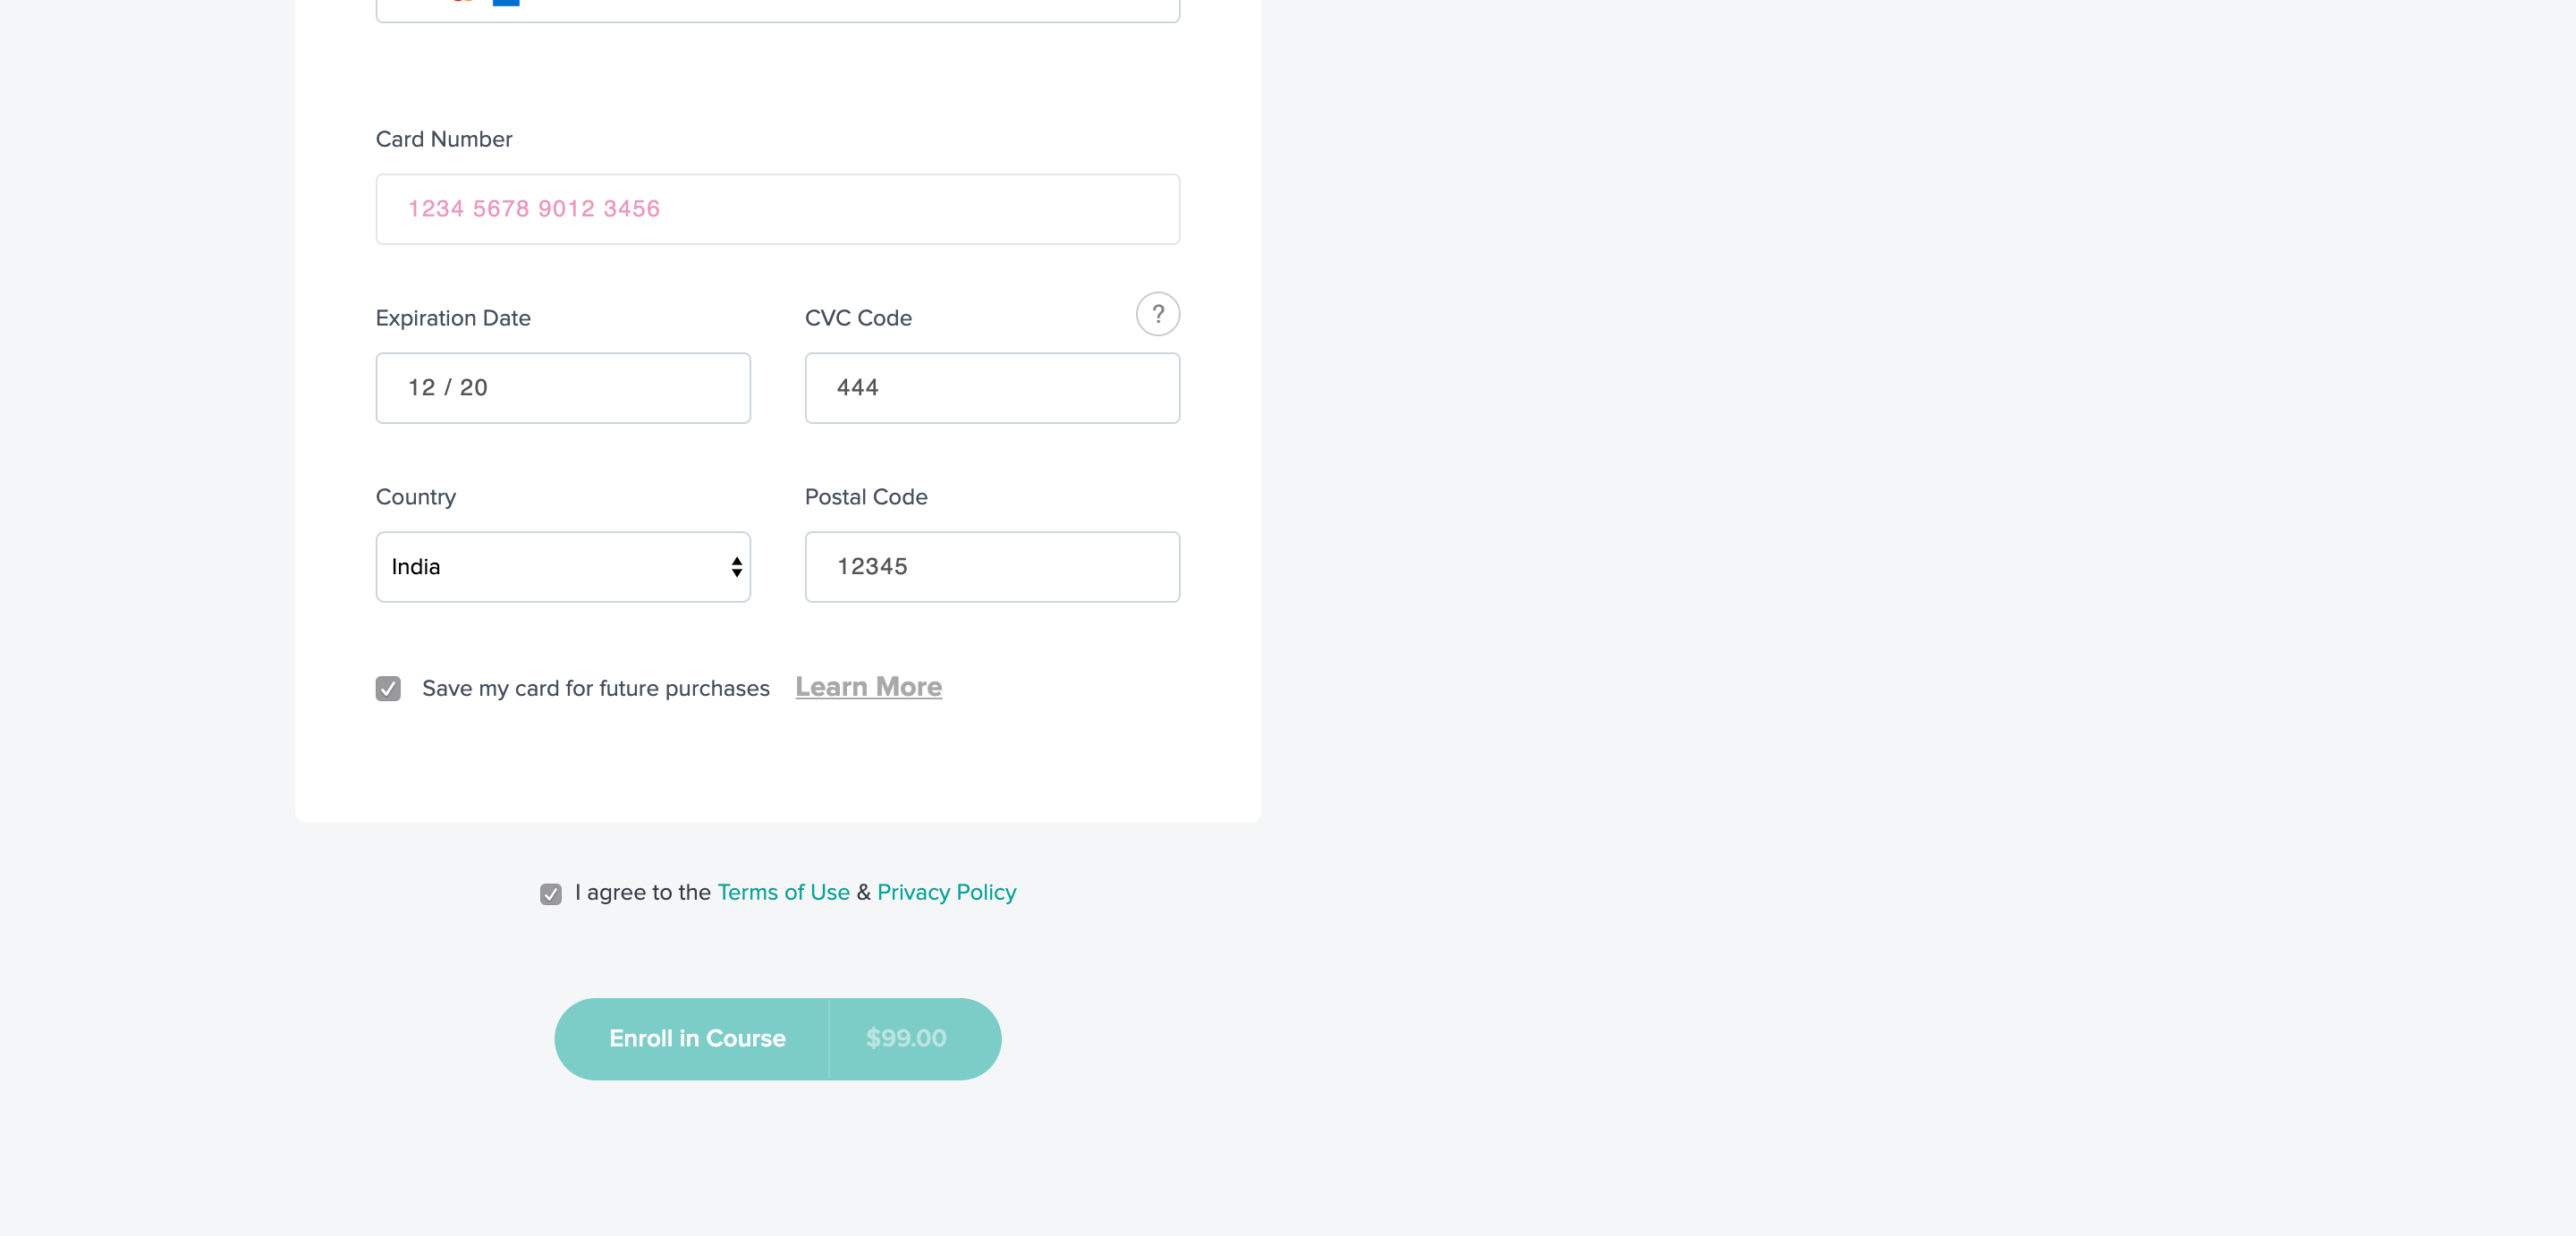 Card Number
1234 5678 9012 3456
Expiration Date
CVC Code
?
12 / 20
444
Country
Postal Code
India
12345
Save my card for future purchases Learn More
I agree to the Terms of Use & Privacy Policy
Enroll in Course $99.00